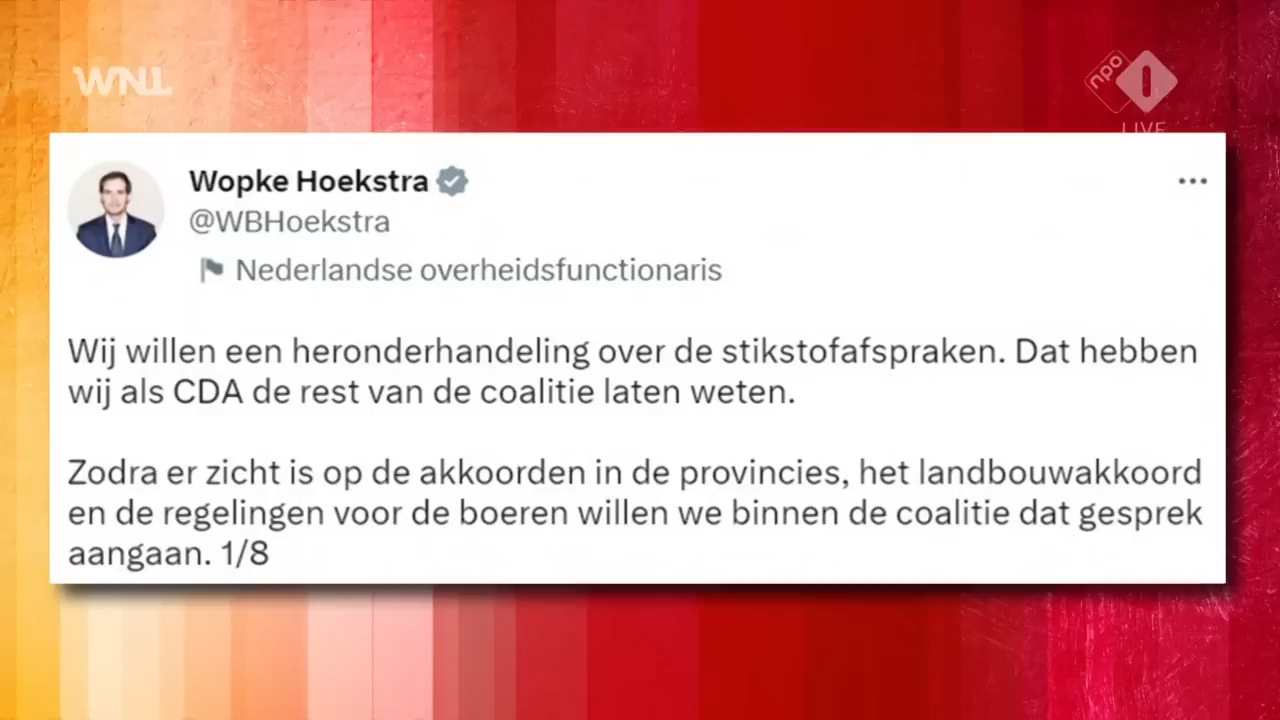 WNL
npo 1
LIVE
Wopke Hoekstra
@WBHoekstra
Nederlandse overheidsfunctionaris
Wij willen een heronderhandeling over de stikstofafspraken. Dat hebben
wij als CDA de rest van de coalitie laten weten.
Zodra er zicht is op de akkoorden in de provincies, het landbouwakkoord
en de regelingen voor de boeren willen we binnen de coalitie dat gesprek
aangaan. 1/8